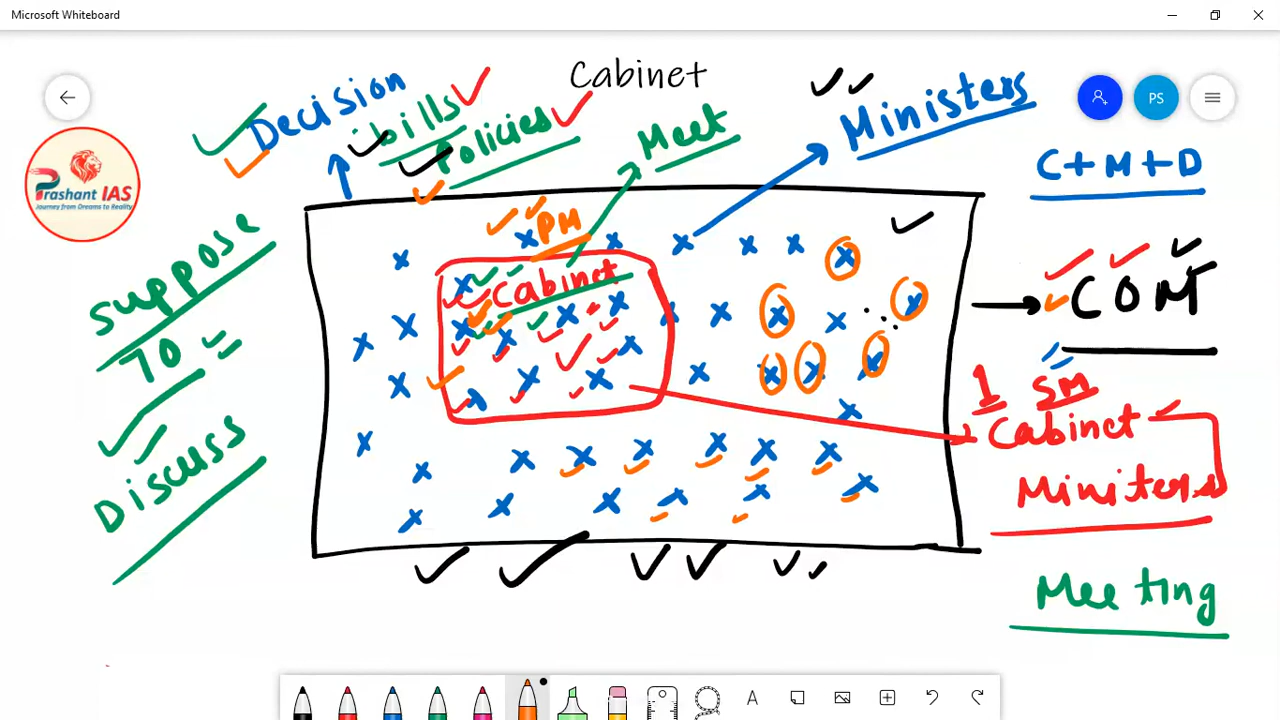 Microsoft Whiteboard
Cabinet
Decision
bills
Policies
Meet
Ministers
PS
C+M+D
Prashant IAS
Journey from Dreams to Reality
PM
Cabinet
suppose
70
COM
1 SM
Cabinet
Miniters
Discuss
Meeting
A